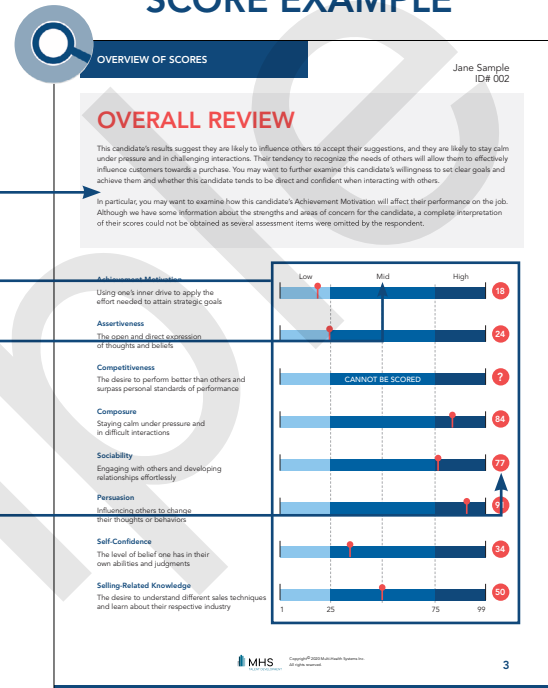 SCORE EXAMPLE
OVERVIEW OF SCORES
Jane Sample
ID# 002
OVERALL REVIEW
This candidate's results suggest they are likely to influence others to accept their suggestions, and they are likely to stay calm
under pressure and in challenging interactions. Their tendency to recognize the needs of others will allow them to effectively
influence customers towards a purchase. You may want to further examine this candidate's willingness to set clear goals and
achieve them and whether this candidate tends to be direct and confident when interacting with others.
In particular, you may want to examine how this candidate's Achievement Motivation will affect their performance on the job.
Although we have some information about the strengths and areas of concern for the candidate, a complete interpretation
of their scores could not be obtained as several assessment items were omitted by the respondent.
Low Mid High
Achievement Motivation
Using one's inner drive to apply the
effort needed to attain strategic goals
18
Assertiveness
The open and direct expression
of thoughts and beliefs
24
Competitiveness
The desire to perform better than others and
surpass personal standards of performance
CANNOT BE SCORED
?
Composure
Staying calm under pressure and
in difficult interactions
84
Sociability
Engaging with others and developing
relationships effortlessly
77
Persuasion
Influencing others to change
their thoughts or behaviors
Self-Confidence
The level of belief one has in their
own abilities and judgments
34
Selling-Related Knowledge
The desire to understand different sales techniques
and learn about their respective industry
50
1 25 75 99
MHS
Copyright© 2020 Multi-Health Systems Inc.
All rights reserved.
3